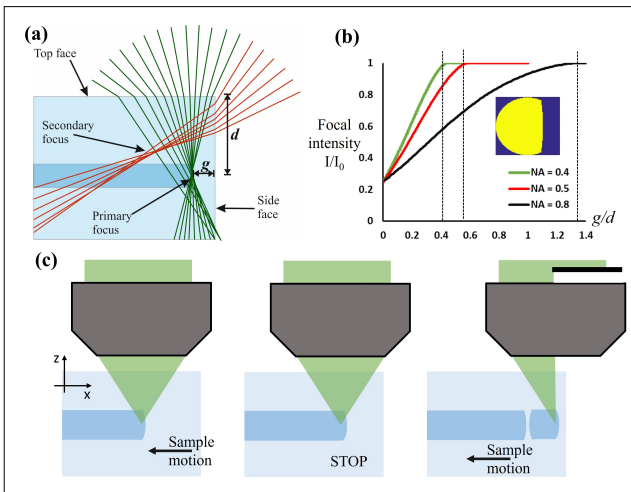 (a)
Top face
Secondary
focus
d
g
Primary
focus
Side
face
(b)
Focal
intensity
I/I0
1
0.8
0.6
0.4
0.2
0
0 0.2 0.4 0.6 0.8 1 1.2 1.4
g/d
NA = 0.4
NA = 0.5
NA = 0.8
(c)
Z
X
Sample
motion
STOP
Sample
motion